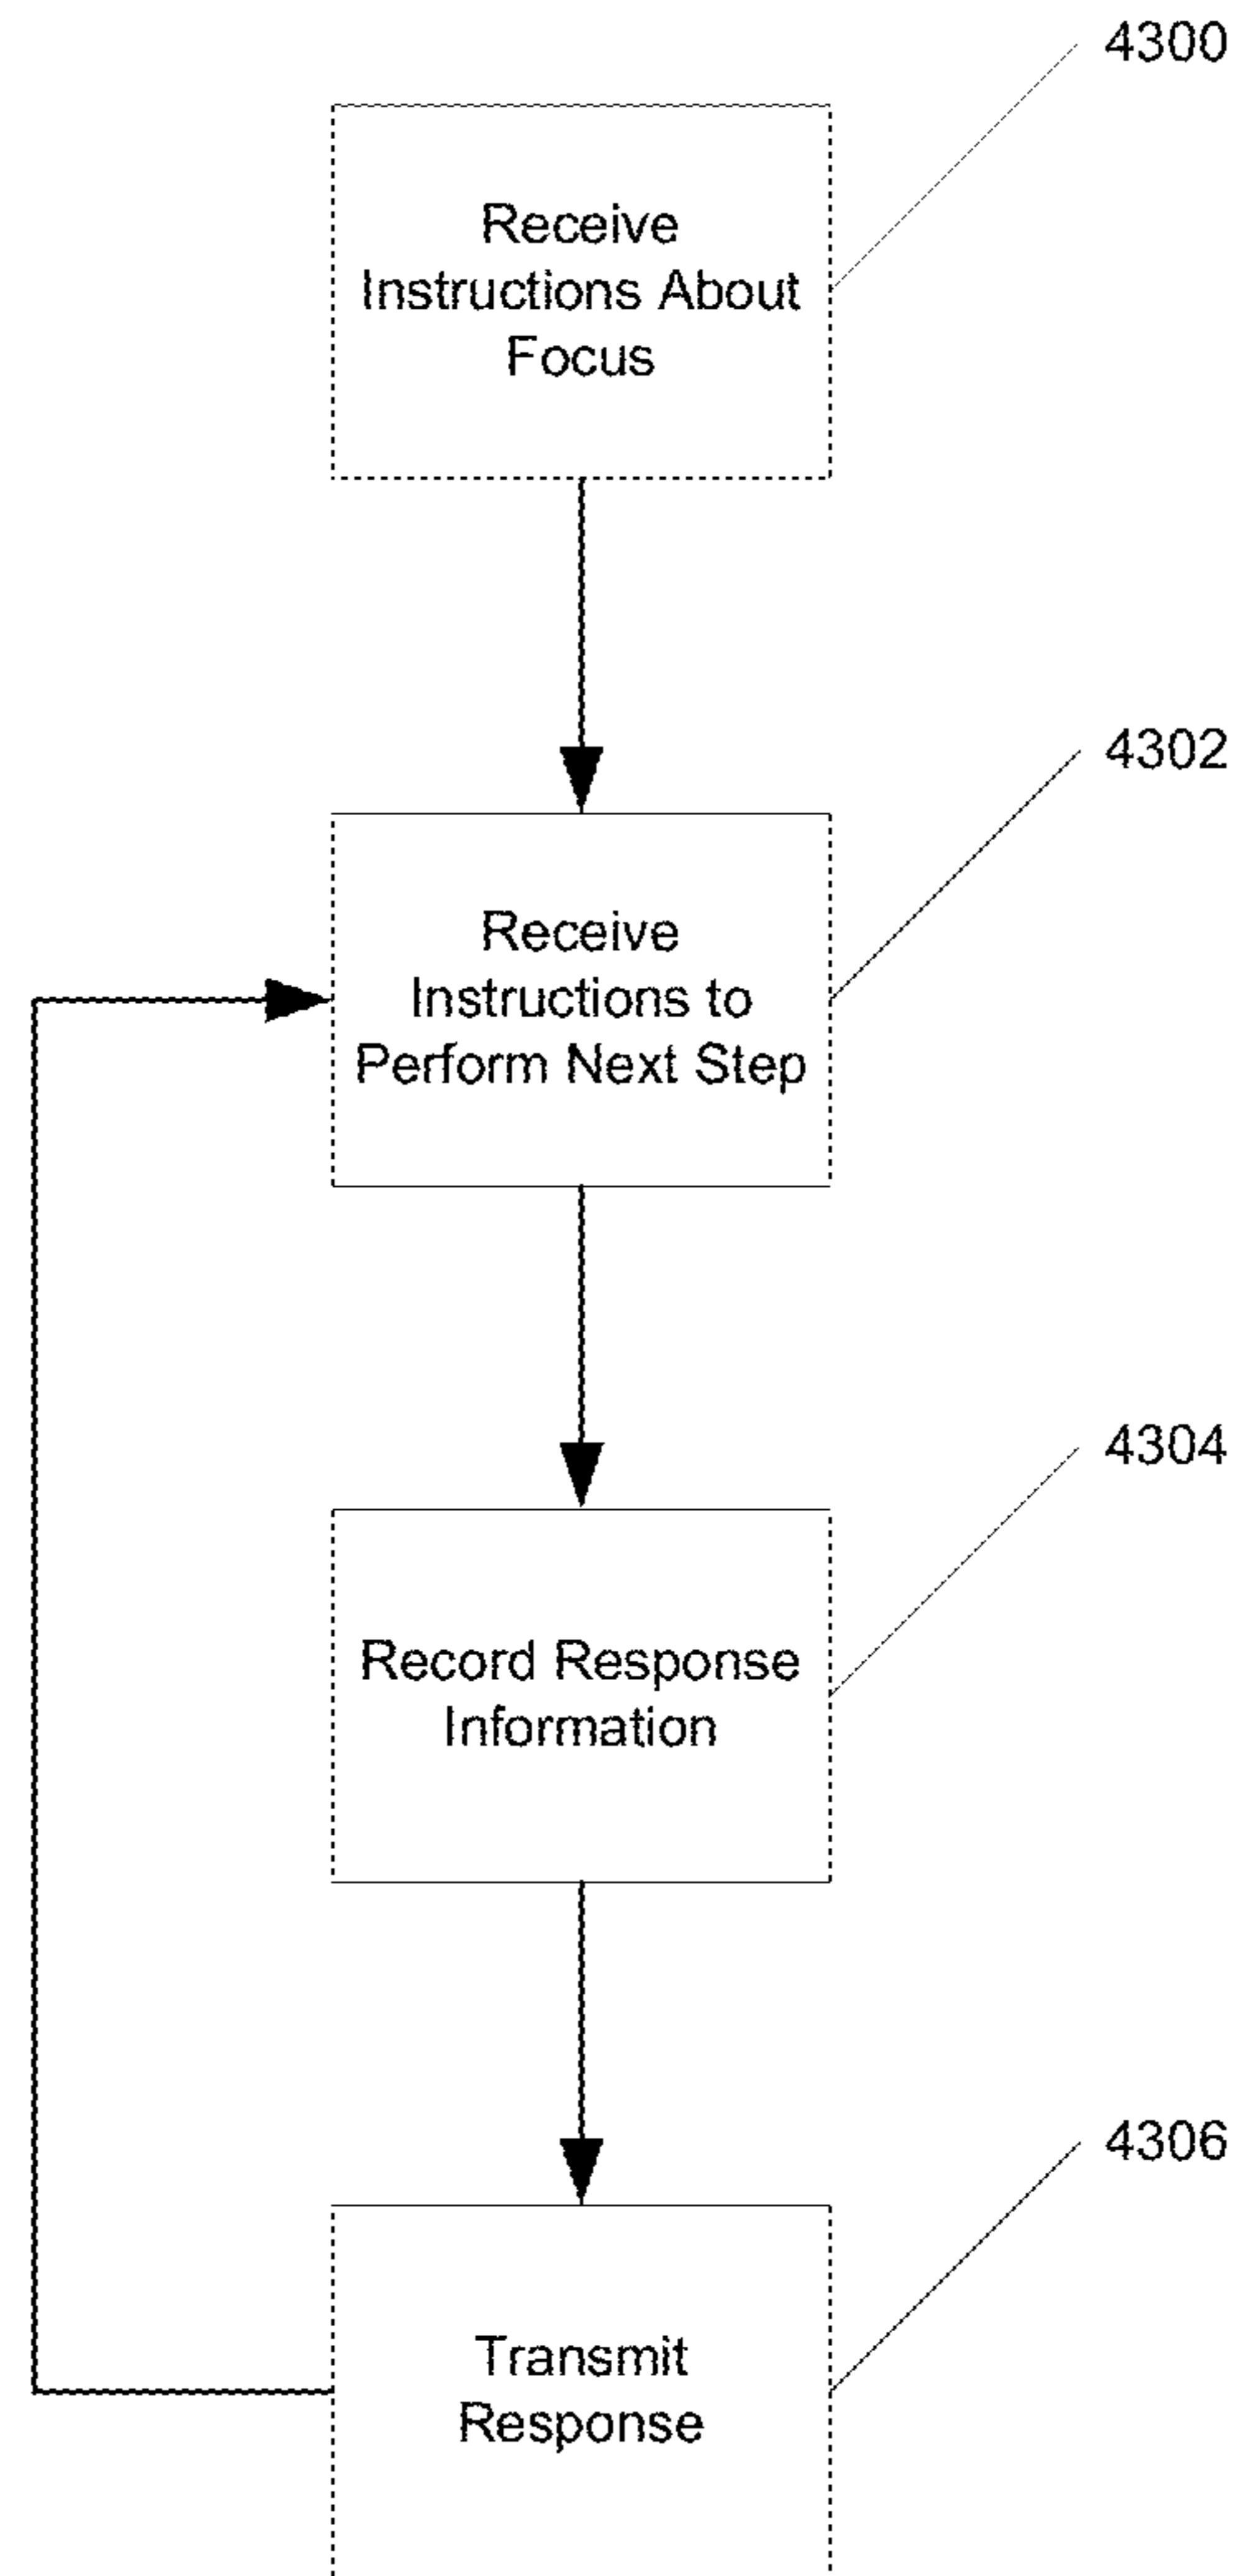 4300
Receive
Instructions About
Focus
4302
Receive
Instructions to
Perform Next Step
4304
Record Response
Information
4306
Transmit
Response